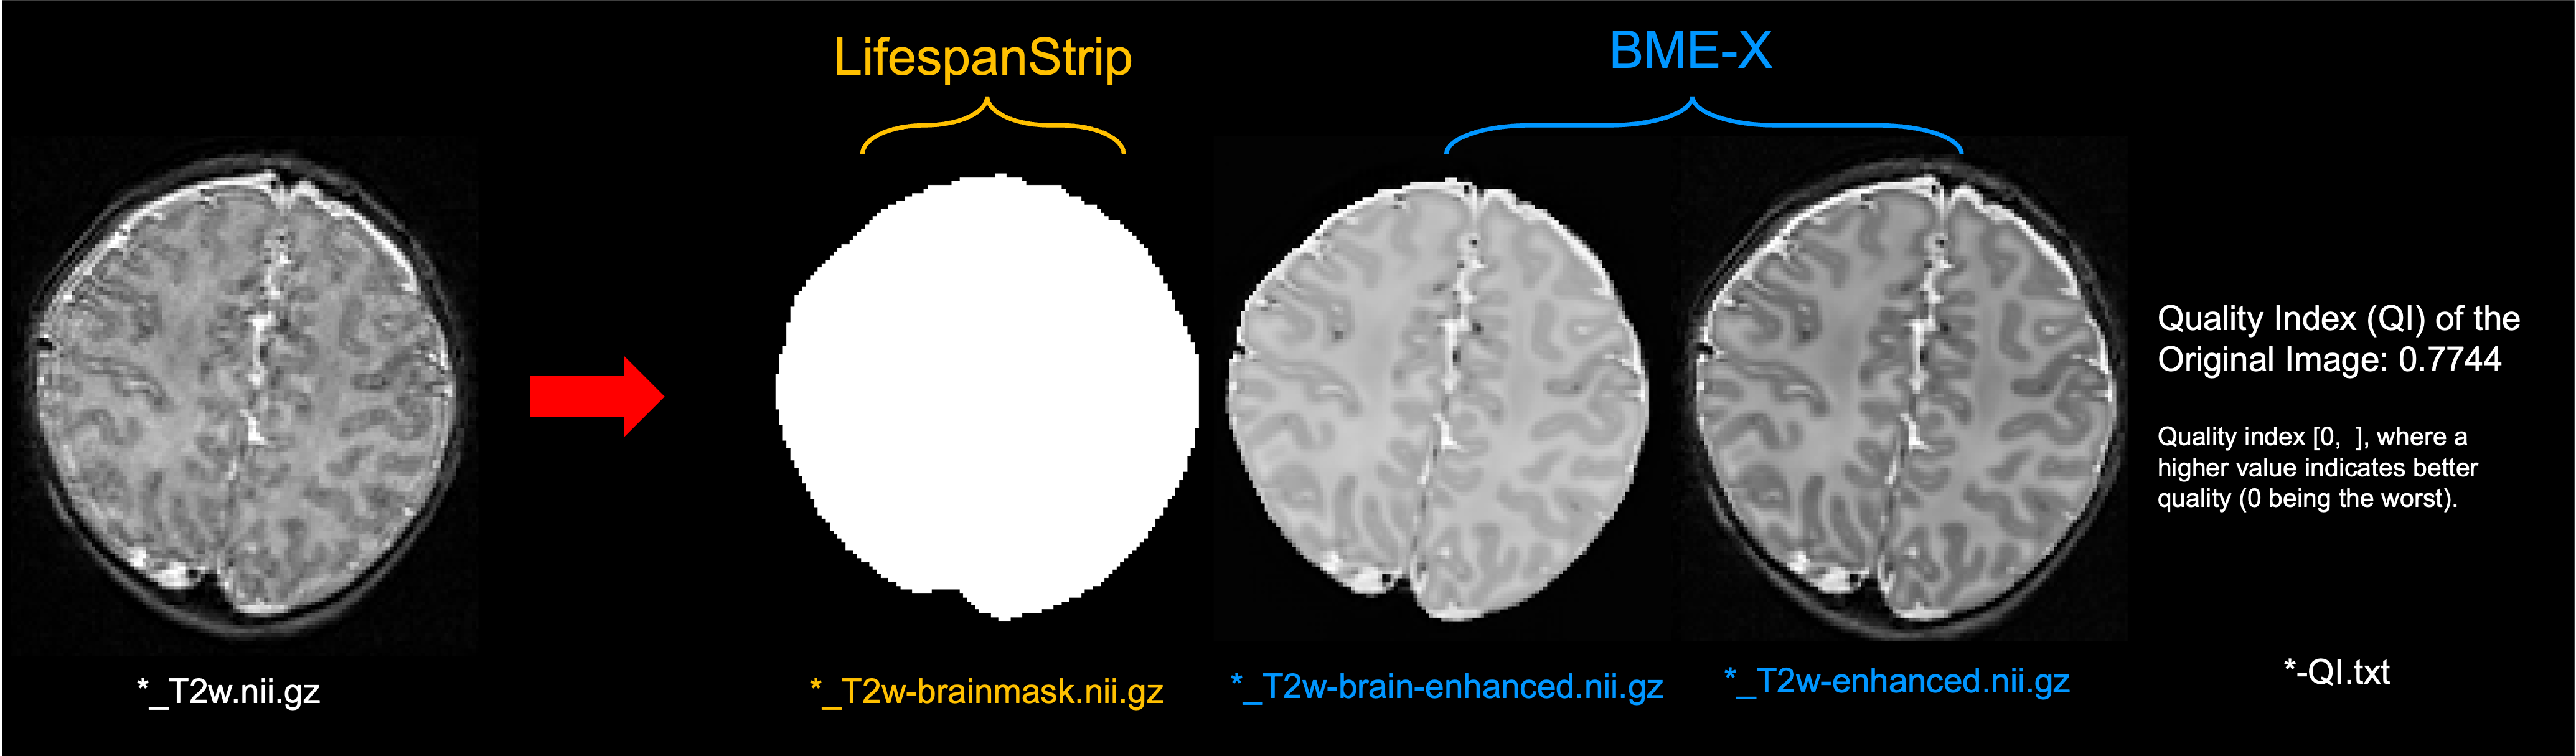 LifespanStrip
BME-X
Quality Index (QI) of the
Original Image: 0.7744
Quality index [0,  ], where a
higher value indicates better
quality (0 being the worst).
*_T2w.nii.gz
*_T2w-brainmask.nii.gz
*_T2w-brain-enhanced.nii.gz
*_T2w-enhanced.nii.gz
*-QI.txt